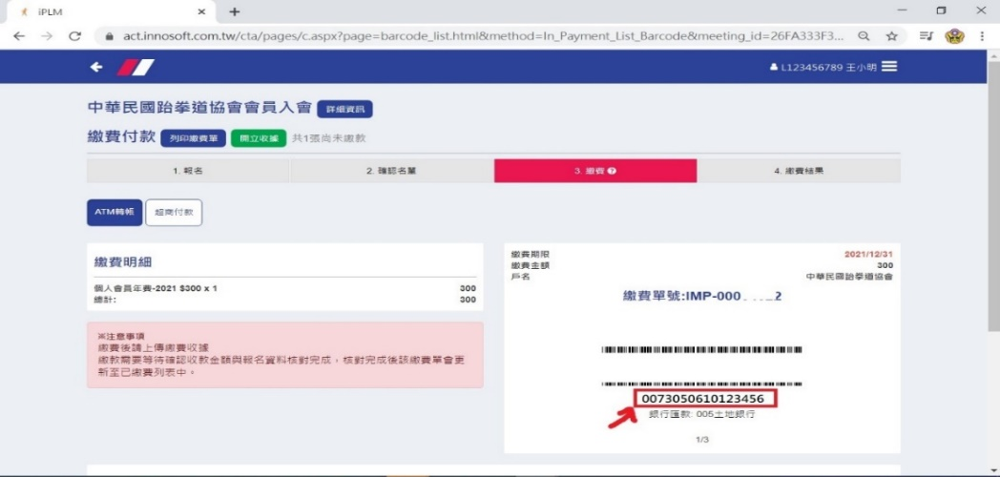 iPLM
act.innosoft.com.tw/cta/pages/c.aspx?page=barcode_list.html&method=In_Payment_List_Barcode&meeting_id=26FA333F3...
L123456789 王小明
中華民國跆拳道協會會員入會 詳細資訊
繳費付款 列印繳費單 開立收據 共1張尚未繳款
1. 報名 2. 確認名單 3. 繳費 4. 繳費結果
ATM轉帳 超商付款
繳費明細
個人會員年費-2021 $300 x 1 300
總計: 300
※注意事項
繳費後請上傳繳費收據
繳款需要等待確認收款金額與報名資料核對完成，核對完成後該繳費單會更
新至已繳費列表中。
繳費期限 2021/12/31
繳費金額 300
戶名 中華民國跆拳道協會
繳費單號:IMP-000 2
0073050610123456
銀行匯款: 005土地銀行
1/3